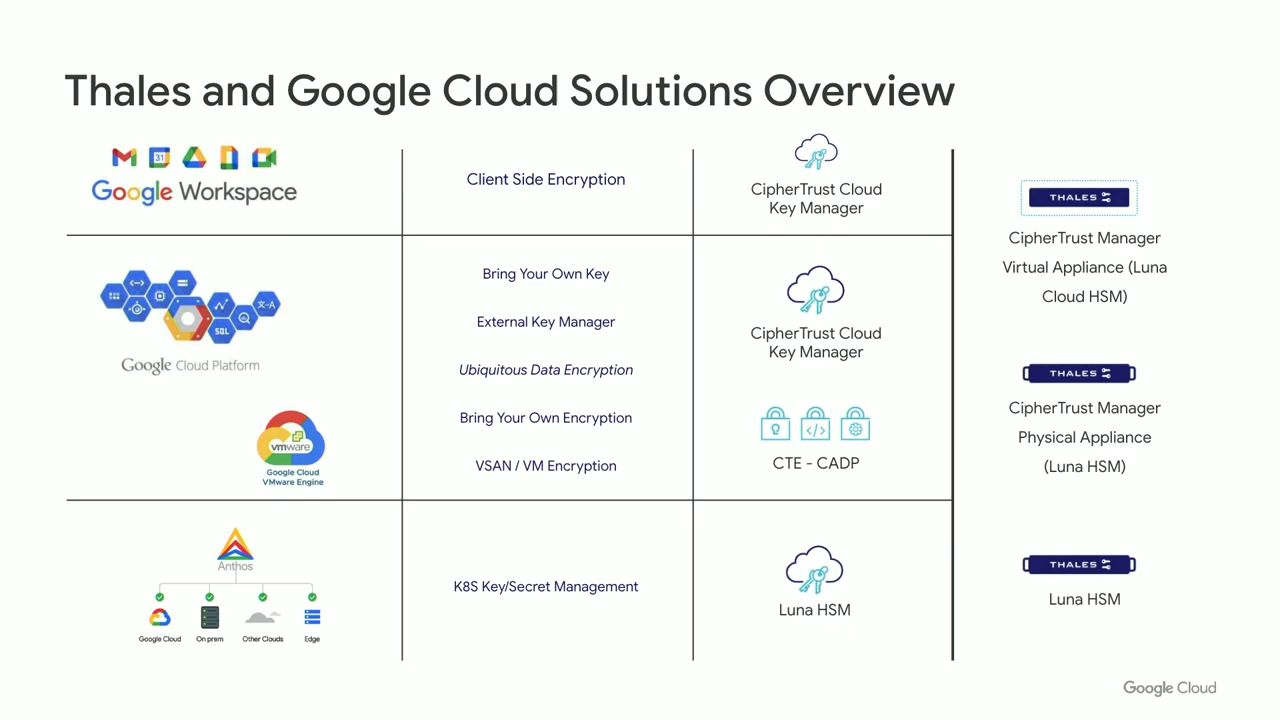 Thales and Google Cloud Solutions Overview
31
Google Workspace
Client Side Encryption
CipherTrust Cloud
Key Manager
THALES
CipherTrust Manager
Virtual Appliance (Luna
Cloud HSM)
SQL
文-A
Google Cloud Platform
Bring Your Own Key
External Key Manager
Ubiquitous Data Encryption
Bring Your Own Encryption
VSAN / VM Encryption
CipherTrust Cloud
Key Manager
THALES
CipherTrust Manager
Physical Appliance
(Luna HSM)
vmware
Google Cloud
VMware Engine
CTE - CADP
Anthos
Google Cloud
On prem
Other Clouds
Edge
K8S Key/Secret Management
Luna HSM
THALES
Luna HSM
Google Cloud